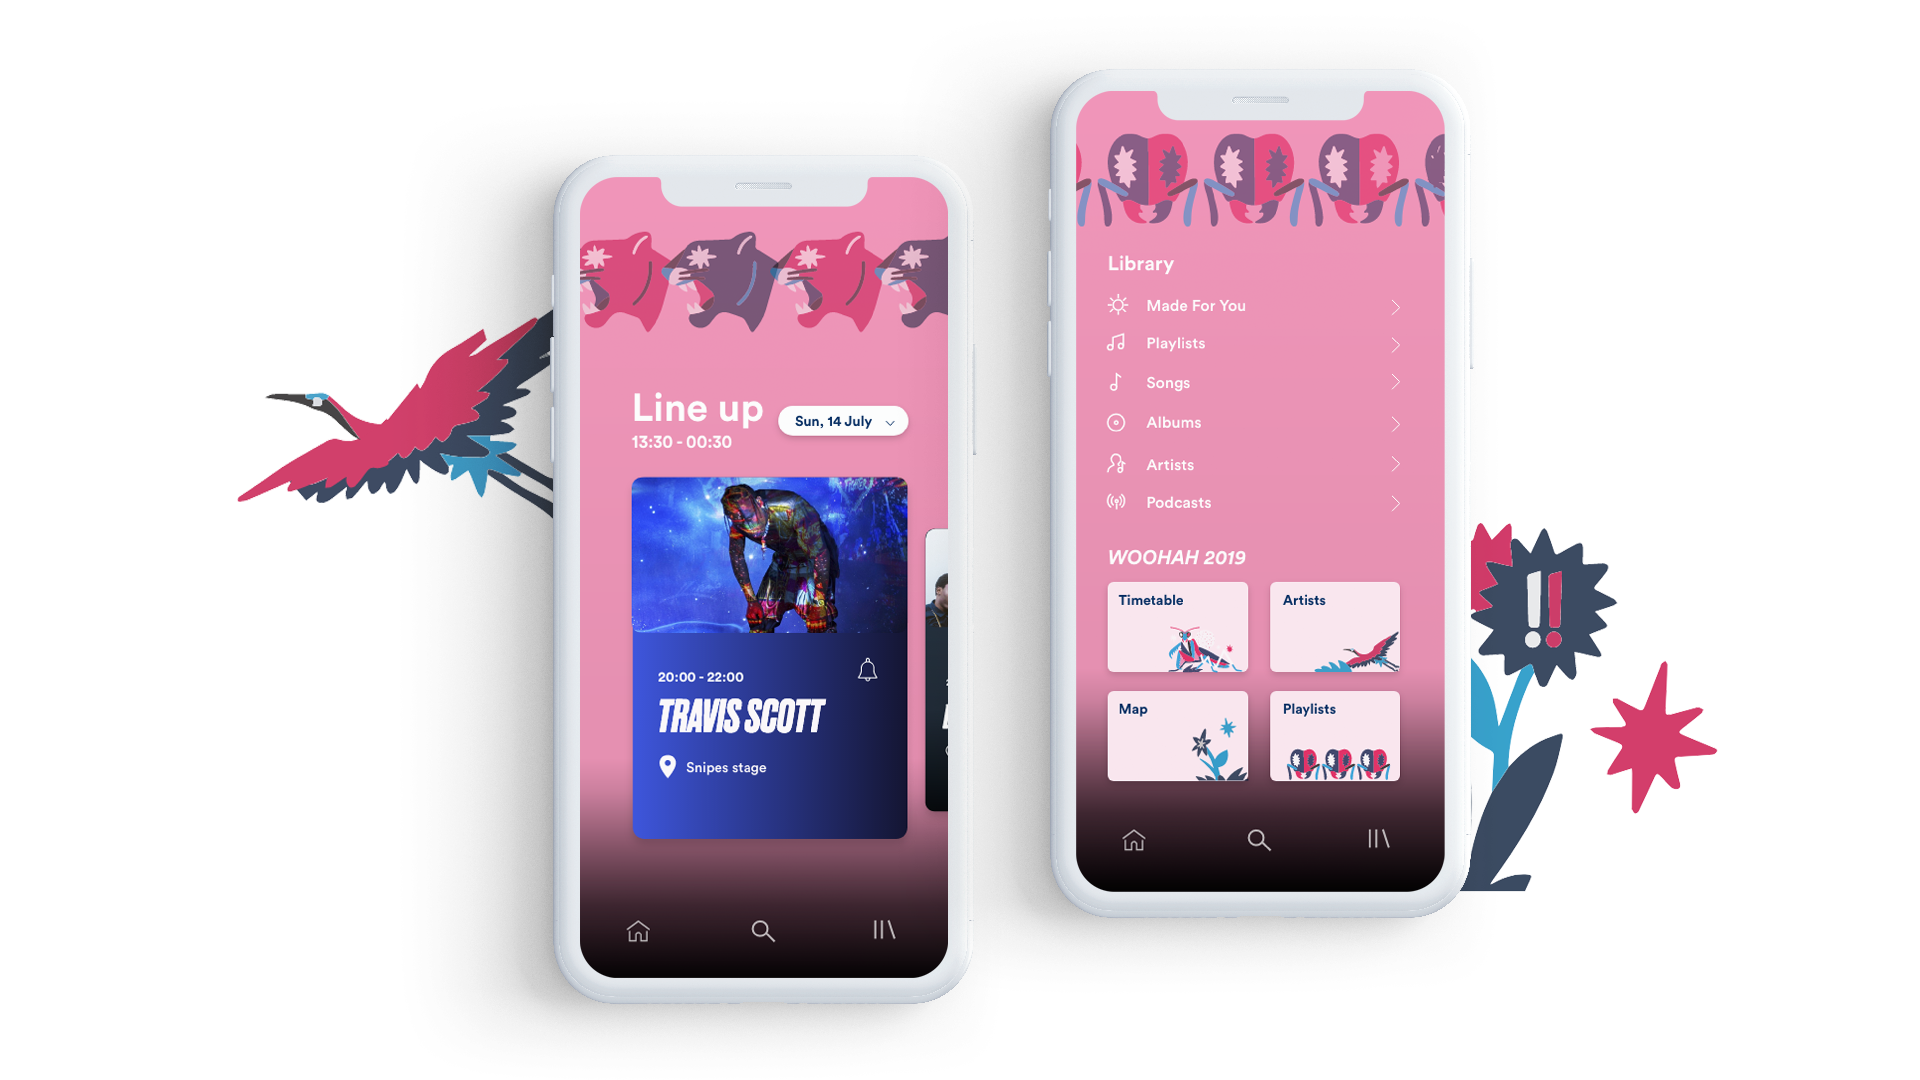 Line up
Sun, 14 July
13:30 - 00:30
20:00 - 22:00
TRAVIS SCOTT
Snipes stage
Library
Made For You
Playlists
Songs
Albums
Artists
Podcasts
WOOHAH 2019
Timetable
Artists
Map
Playlists
!!